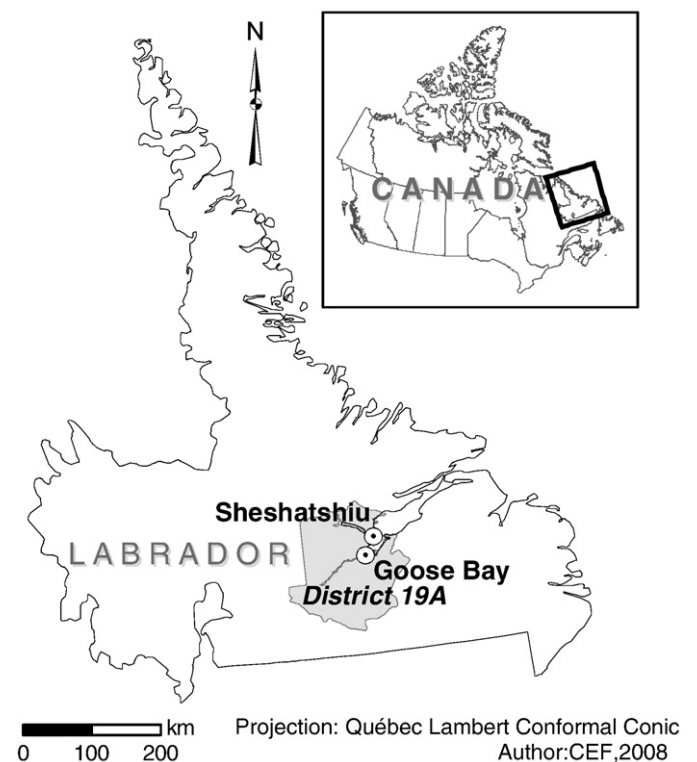 N
CANADA
Sheshatshiu
LABRADOR
Goose Bay
District 19A
km
0 100 200
Projection: Québec Lambert Conformal Conic
Author:CEF,2008